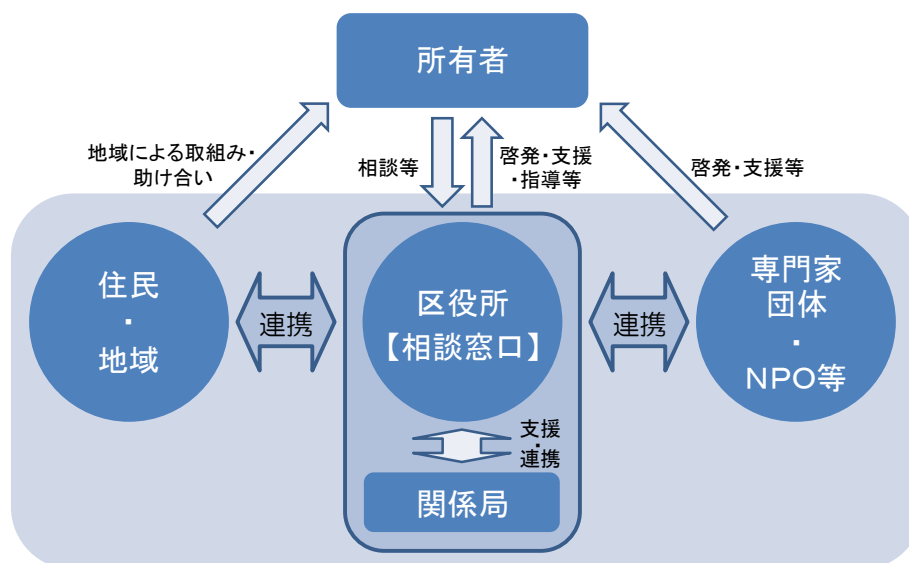 所有者
地域による取組み・
助け合い
相談等
啓発・支援
・指導等
啓発・支援等
住民
・
地域
連携
区役所
【相談窓口】
連携
専門家
団体
・
NPO等
支援
・
連携
関係局